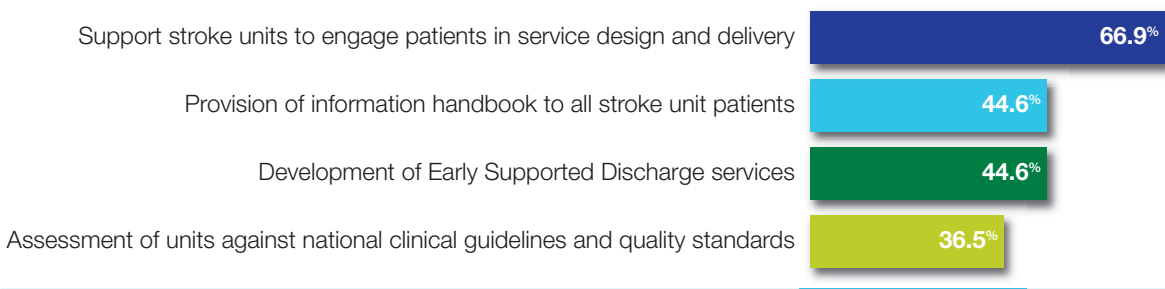 Support stroke units to engage patients in service design and delivery 66.9%
Provision of information handbook to all stroke unit patients 44.6%
Development of Early Supported Discharge services 44.6%
Assessment of units against national clinical guidelines and quality standards 36.5%